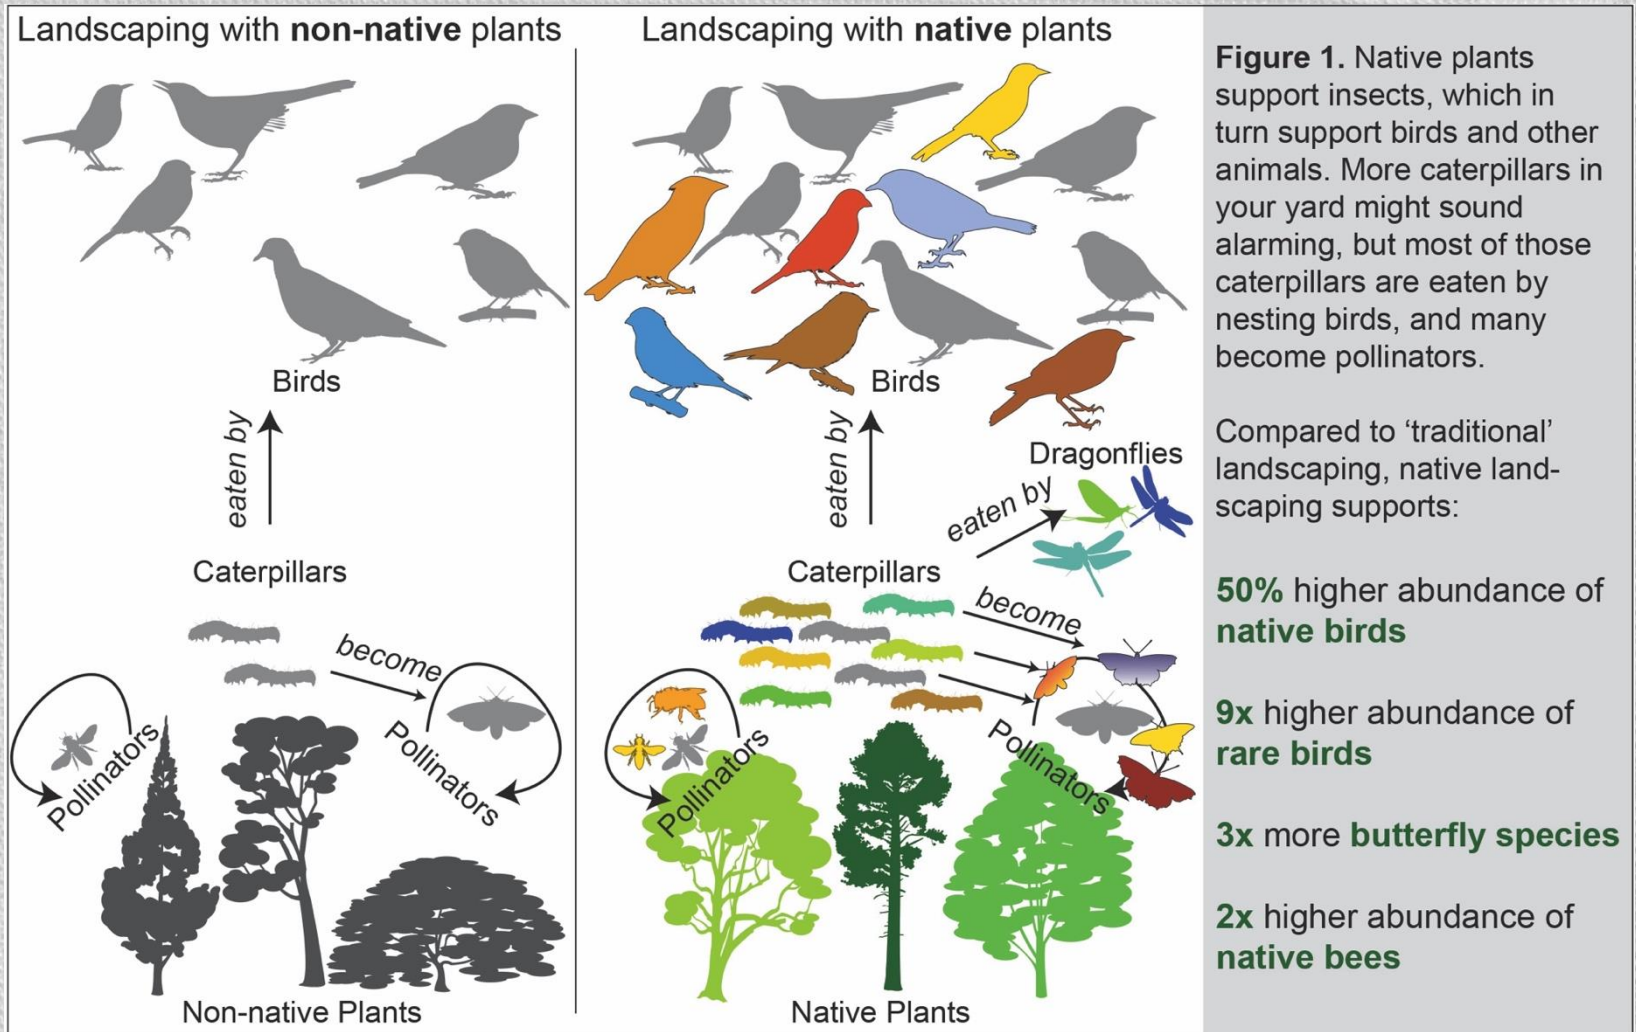 Landscaping with non-native plants
Birds
eaten by
Caterpillars
become
Pollinators
Pollinators
Non-native Plants
Landscaping with native plants
Birds
eaten by
Dragonflies
eaten by
Caterpillars
become
Pollinators
Pollinators
Native Plants
Figure 1. Native plants
support insects, which in
turn support birds and other
animals. More caterpillars in
your yard might sound
alarming, but most of those
caterpillars are eaten by
nesting birds, and many
become pollinators.
Compared to ‘traditional’
landscaping, native land-
scaping supports:
50% higher abundance of
native birds
9x higher abundance of
rare birds
3x more butterfly species
2x higher abundance of
native bees